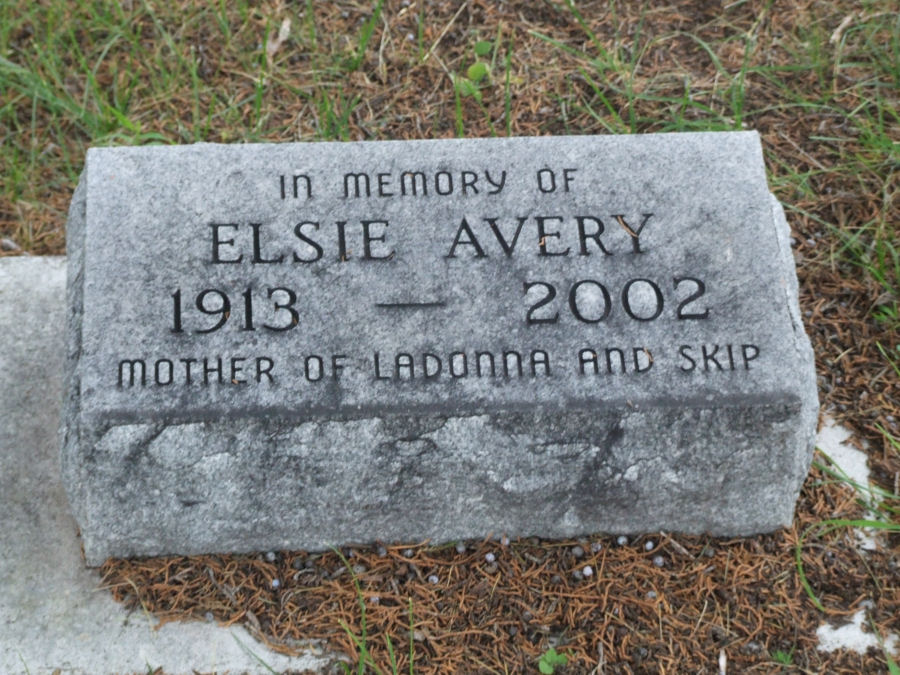 IN MEMORY OF
ELSIE AVERY
1913 — 2002
MOTHER OF LADONNA AND SKIP